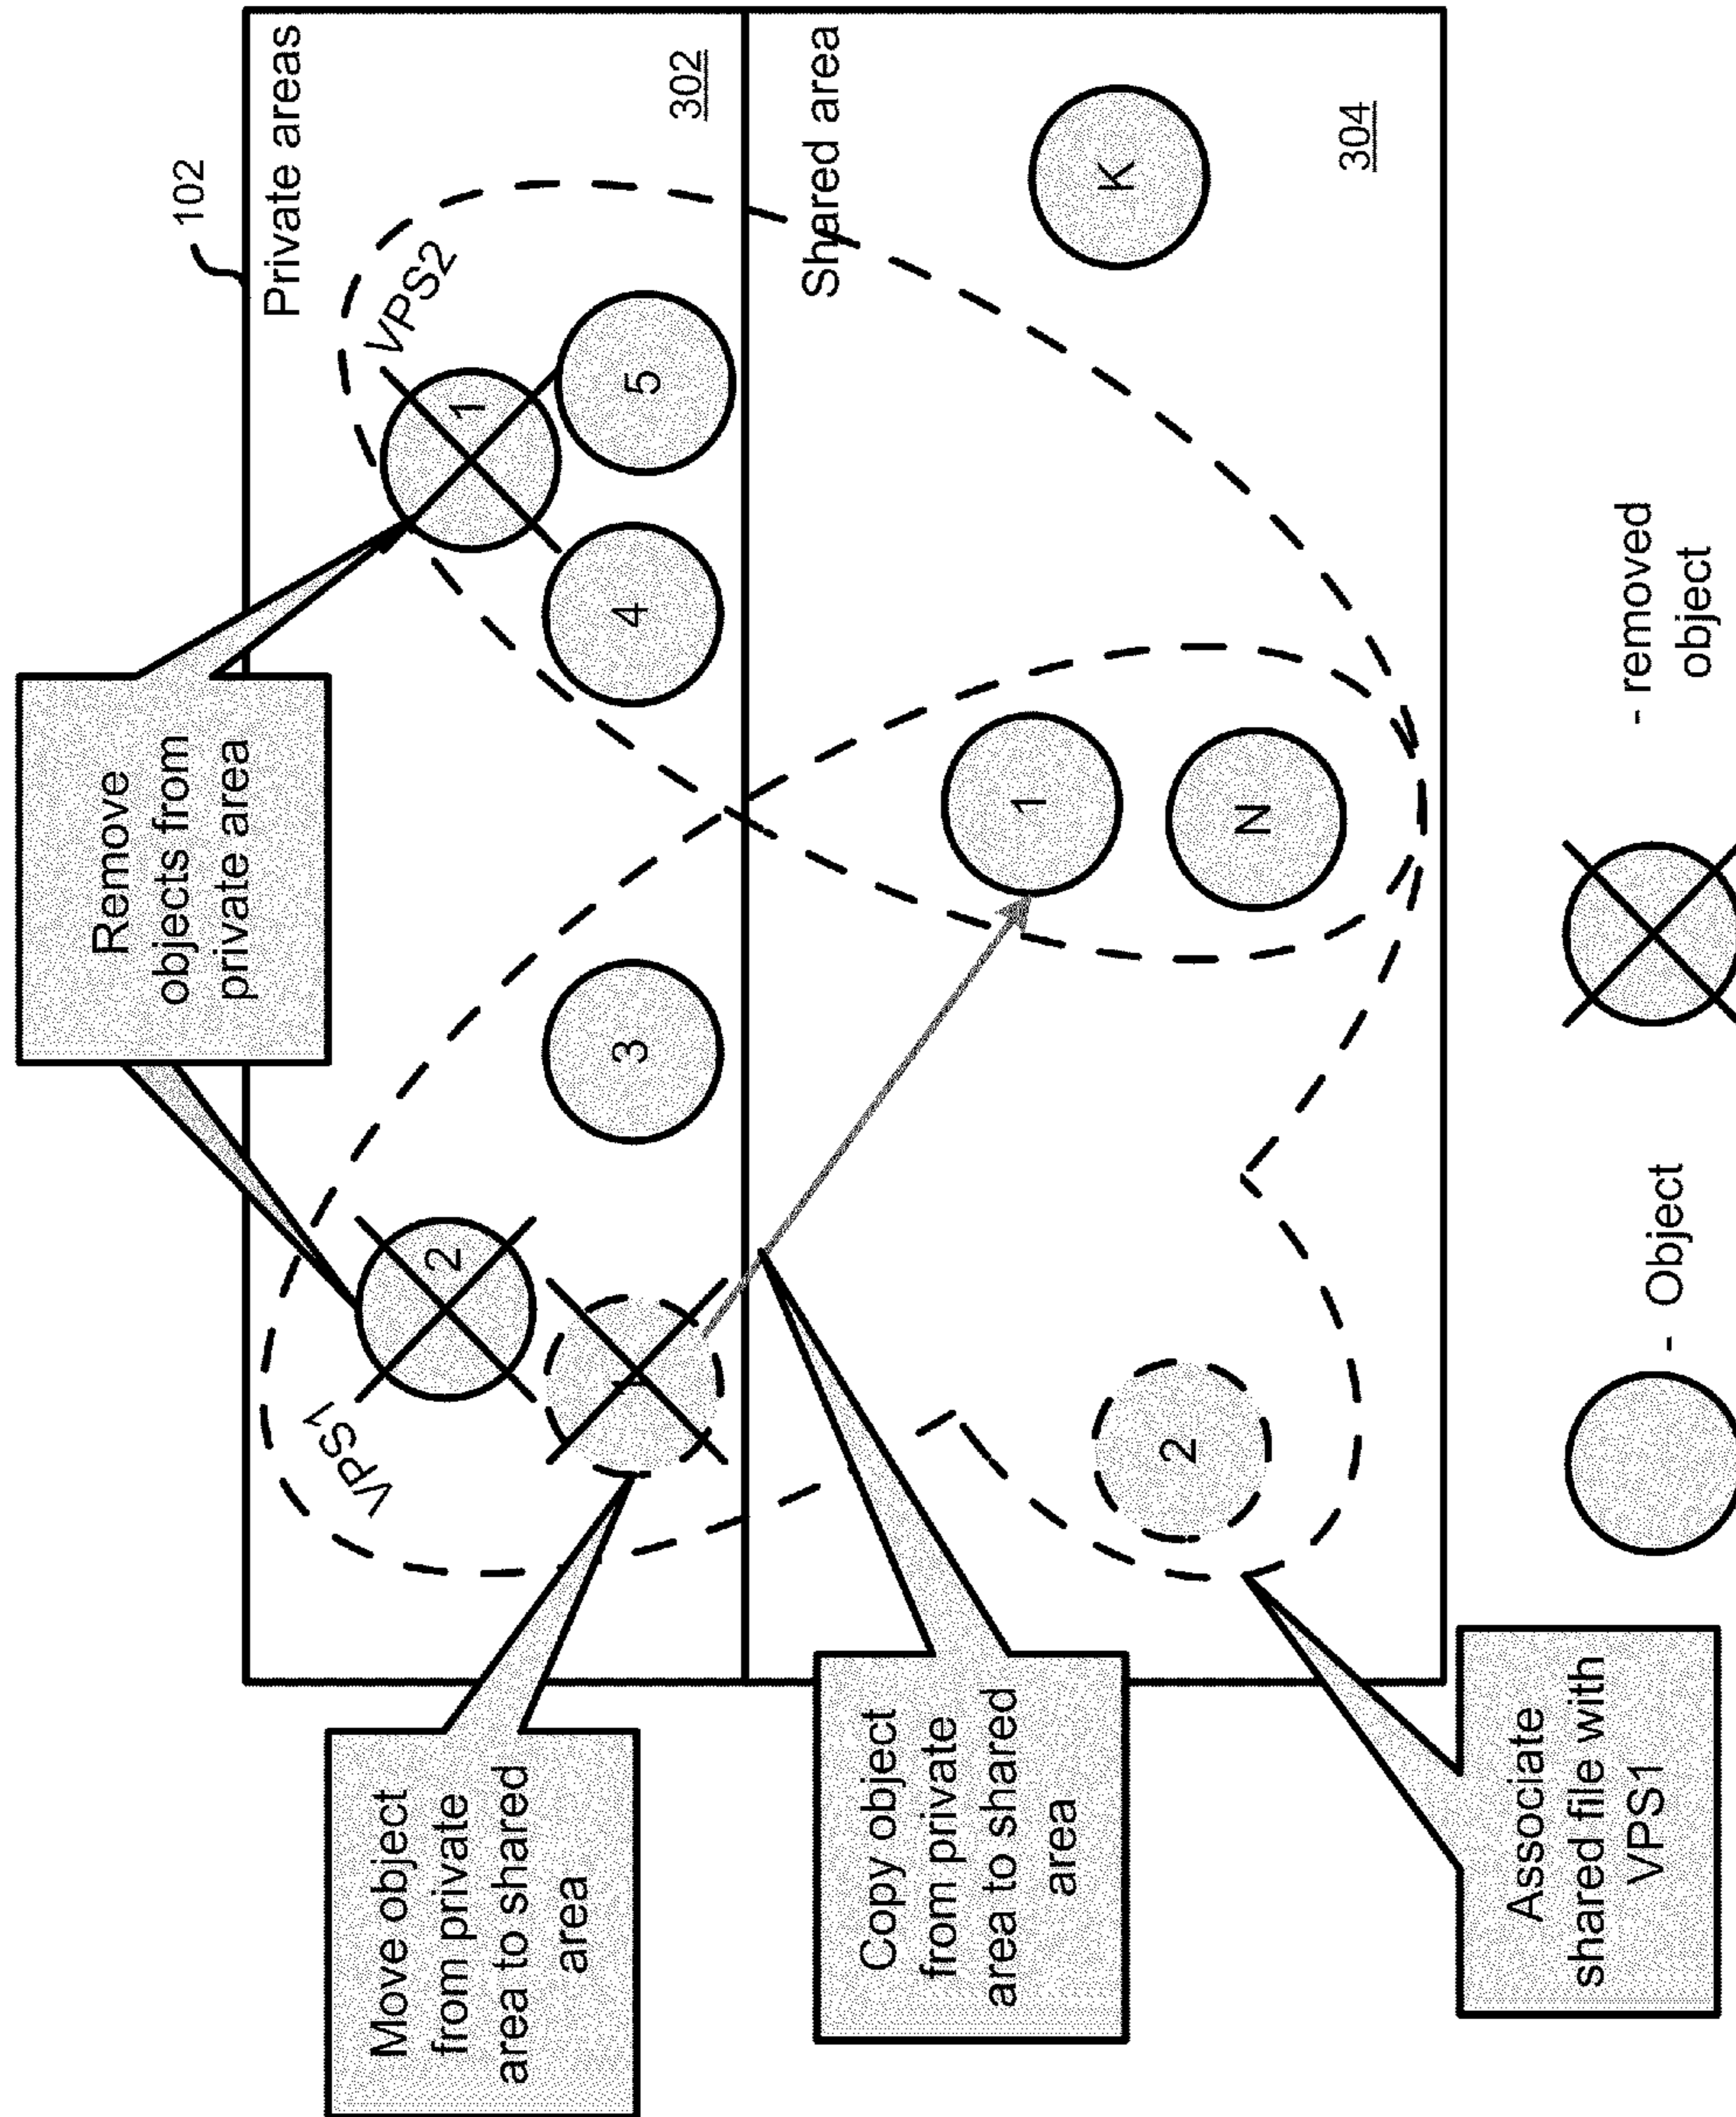 Remove
objects from
private area
102
Private areas
VPS1
VPS2
2
1
1
3
4
5
302
Move object
from private
area to shared
area
Shared area
1
K
2
N
304
Copy object
from private
area to shared
area
Associate
shared file with
VPS1
- Object
- removed
object